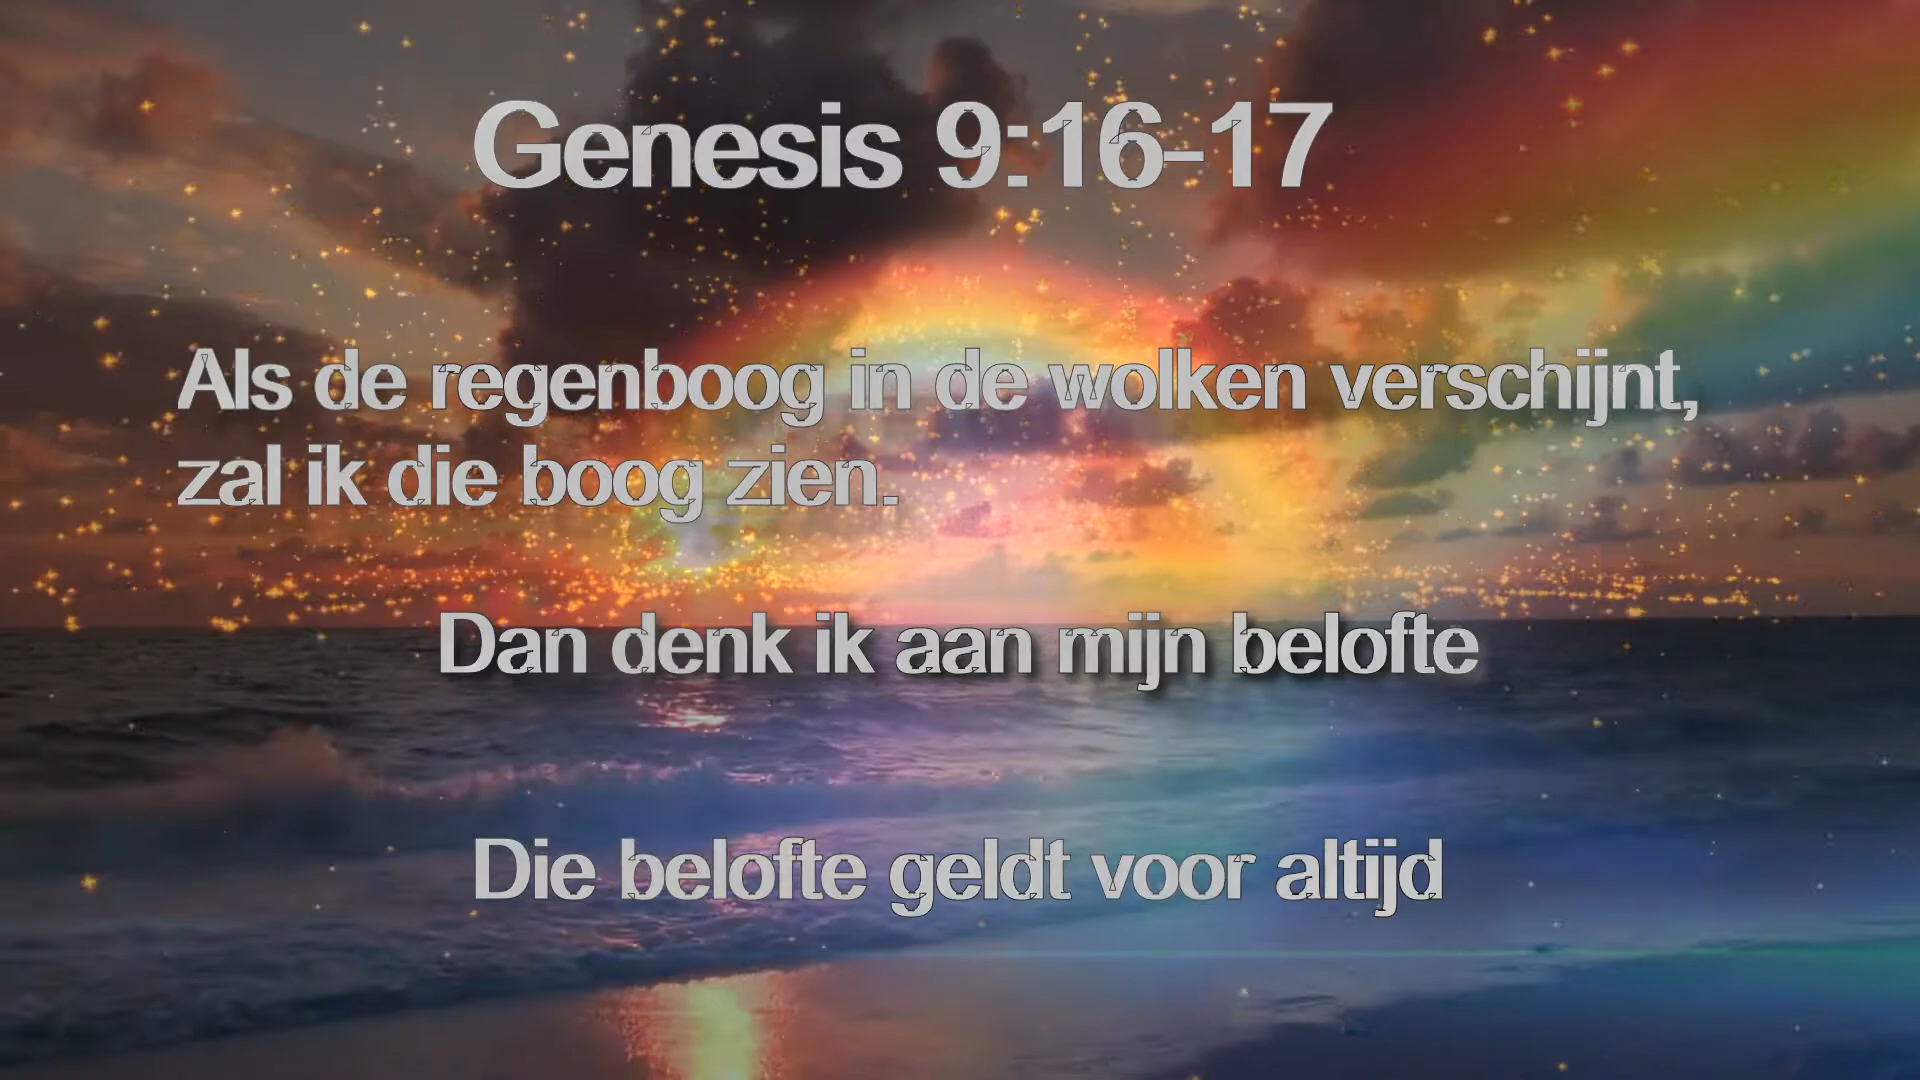 Genesis 9:16-17
Als de regenboog in de wolken verschijnt,
zal ik die boog zien.
Dan denk ik aan mijn belofte
Die belofte geldt voor altijd